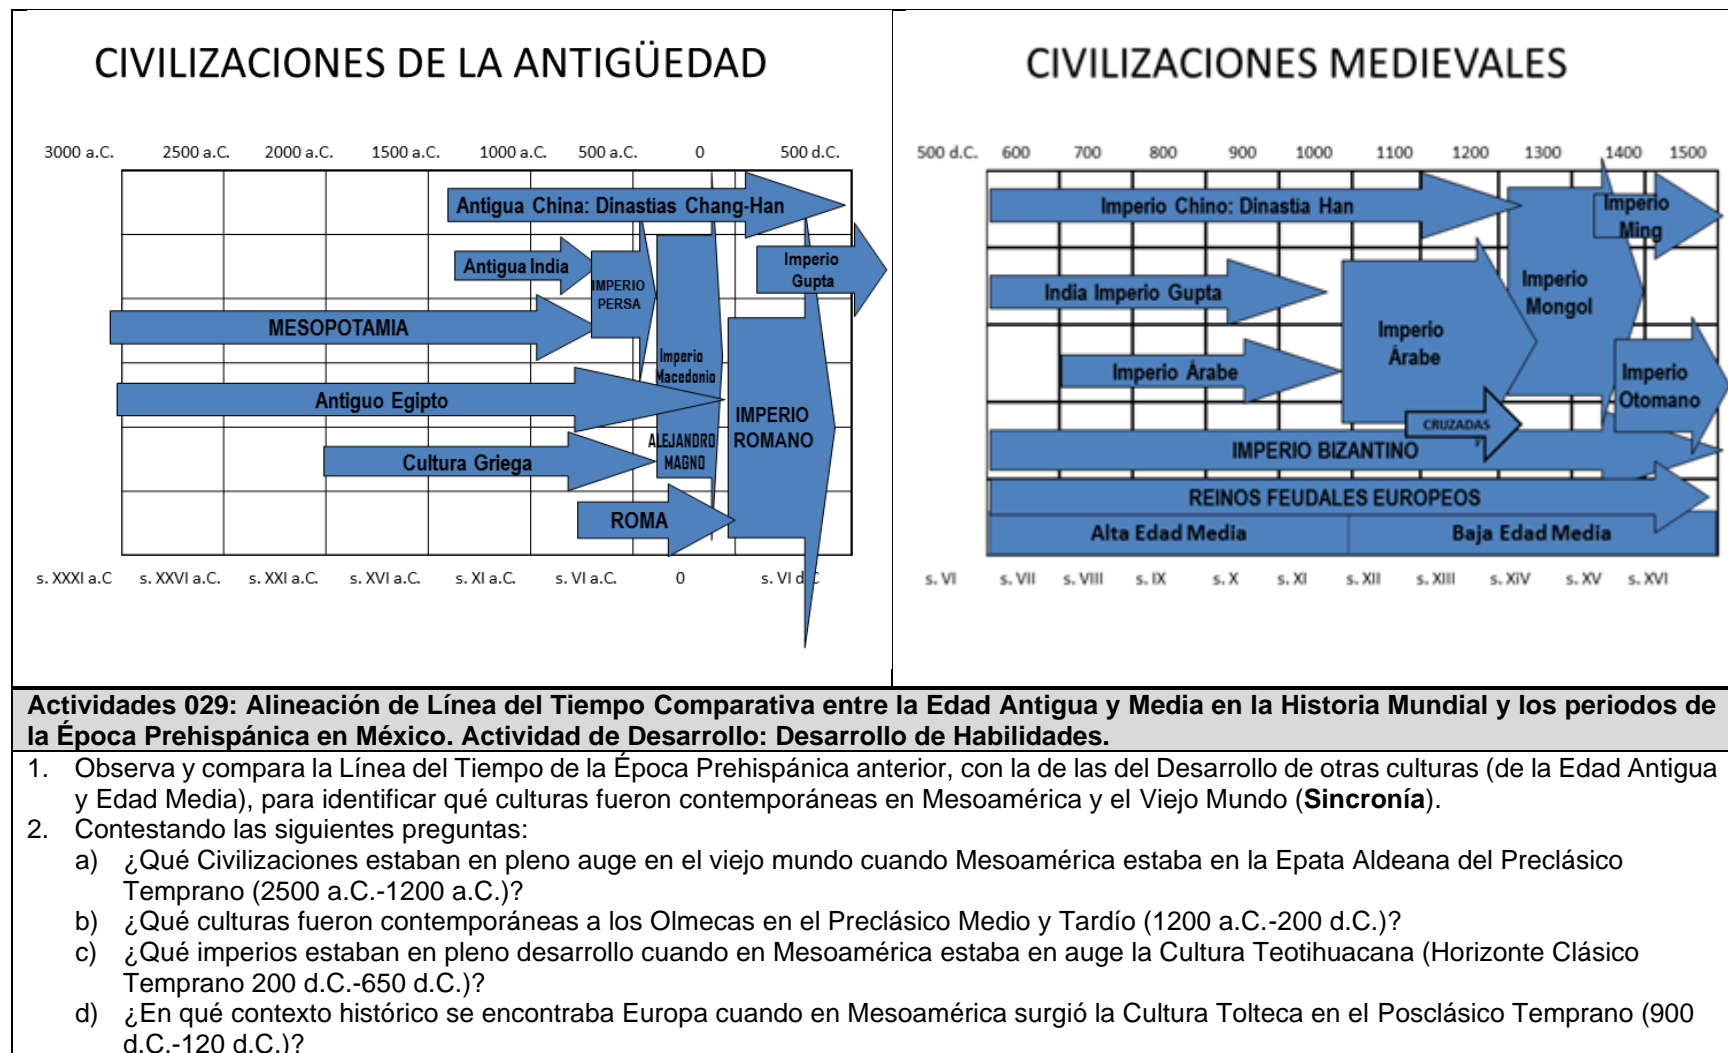 CIVILIZACIONES DE LA ANTIGÜEDAD
3000 a.C. 2500 a.C. 2000 a.C. 1500 a.C. 1000 a.C. 500 a.C. 0 500 d.C.
Antigua China: Dinastias Chang-Han
Antigua India
IMPERIO
PERSA
Imperio
Gupta
MESOPOTAMIA
Imperio
Macedonio
Antiguo Egipto
IMPERIO
ROMANO
ALEJANDRO
MAGNO
Cultura Griega
ROMA
s. XXXI a.C s. XXVI a.C. s. XXI a.C. s. XVI a.C. s. XI a.C. s. VI a.C. 0 s. VI d.C
CIVILIZACIONES MEDIEVALES
500 d.C. 600 700 800 900 1000 1100 1200 1300 1400 1500
Imperio Chino: Dinastia Han
Imperio
Ming
India Imperio Gupta
Imperio
Mongol
Imperio
Árabe
Imperio Árabe
Imperio
Otomano
CRUZADAS
IMPERIO BIZANTINO
REINOS FEUDALES EUROPEOS
Alta Edad Media Baja Edad Media
s. VI s. VII s. VIII s. IX s. X s. XI s. XII s. XIII s. XIV s. XV s. XVI
Actividades 029: Alineación de Línea del Tiempo Comparativa entre la Edad Antigua y Media en la Historia Mundial y los periodos de
la Época Prehispánica en México. Actividad de Desarrollo: Desarrollo de Habilidades.
1. Observa y compara la Línea del Tiempo de la Época Prehispánica anterior, con la de las del Desarrollo de otras culturas (de la Edad Antigua
y Edad Media), para identificar qué culturas fueron contemporáneas en Mesoamérica y el Viejo Mundo (Sincronía).
2. Contestando las siguientes preguntas:
a) ¿Qué Civilizaciones estaban en pleno auge en el viejo mundo cuando Mesoamérica estaba en la Epata Aldeana del Preclásico
Temprano (2500 a.C.-1200 a.C.)?
b) ¿Qué culturas fueron contemporáneas a los Olmecas en el Preclásico Medio y Tardío (1200 a.C.-200 d.C.)?
c) ¿Qué imperios estaban en pleno desarrollo cuando en Mesoamérica estaba en auge la Cultura Teotihuacana (Horizonte Clásico
Temprano 200 d.C.-650 d.C.)?
d) ¿En qué contexto histórico se encontraba Europa cuando en Mesoamérica surgió la Cultura Tolteca en el Posclásico Temprano (900
d.C.-120 d.C.)?